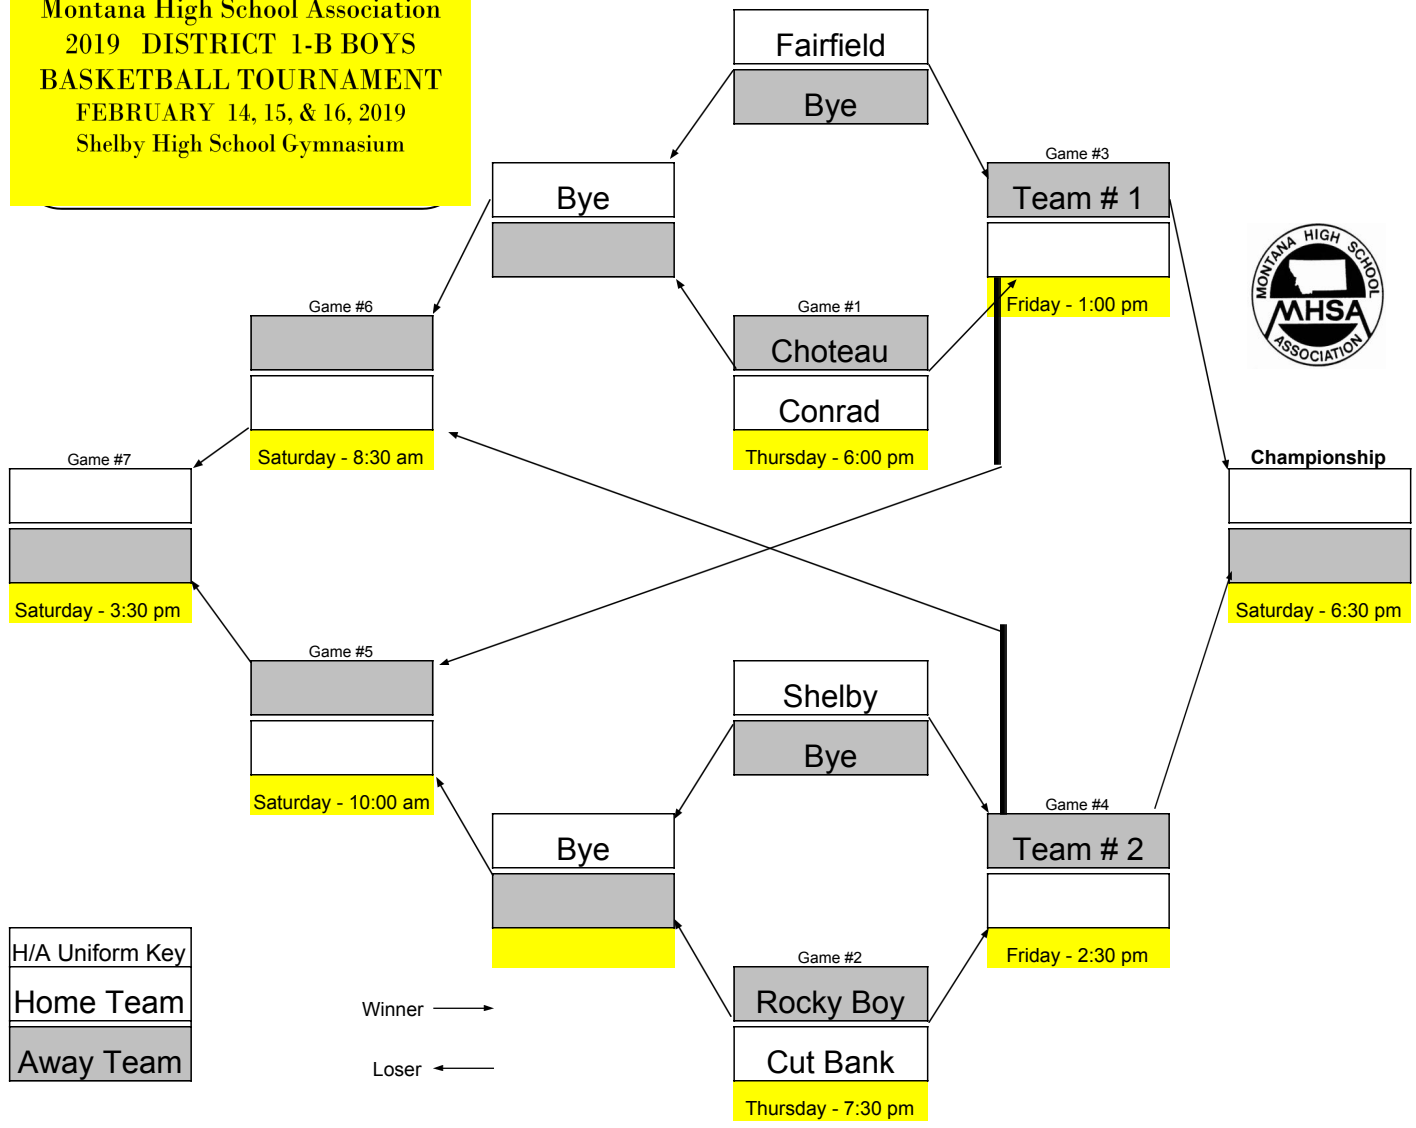 Montana High School Association
2019 DISTRICT 1-B BOYS
BASKETBALL TOURNAMENT
FEBRUARY 14, 15, & 16, 2019
Shelby High School Gymnasium
Fairfield
Bye
Game #3
Team # 1
Friday - 1:00 pm
Bye
MONTANA HIGH SCHOOL
MHSA
ASSOCIATION
Game #6
Saturday - 8:30 am
Game #1
Choteau
Conrad
Thursday - 6:00 pm
Game #7
Saturday - 3:30 pm
Championship
Saturday - 6:30 pm
Game #5
Saturday - 10:00 am
Shelby
Bye
Bye
Game #4
Team # 2
Friday - 2:30 pm
Game #2
Rocky Boy
Cut Bank
Thursday - 7:30 pm
H/A Uniform Key
Home Team
Away Team
Winner
Loser